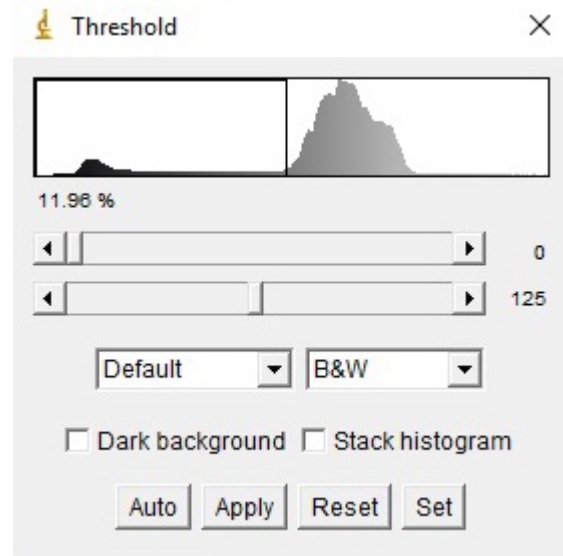 Threshold
11.96 %
0
125
Default B&W
Dark background Stack histogram
Auto Apply Reset Set